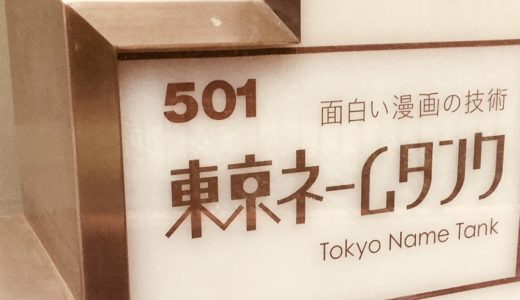 501
面白い漫画の技術
東京ネームタンク
Tokyo Name Tank